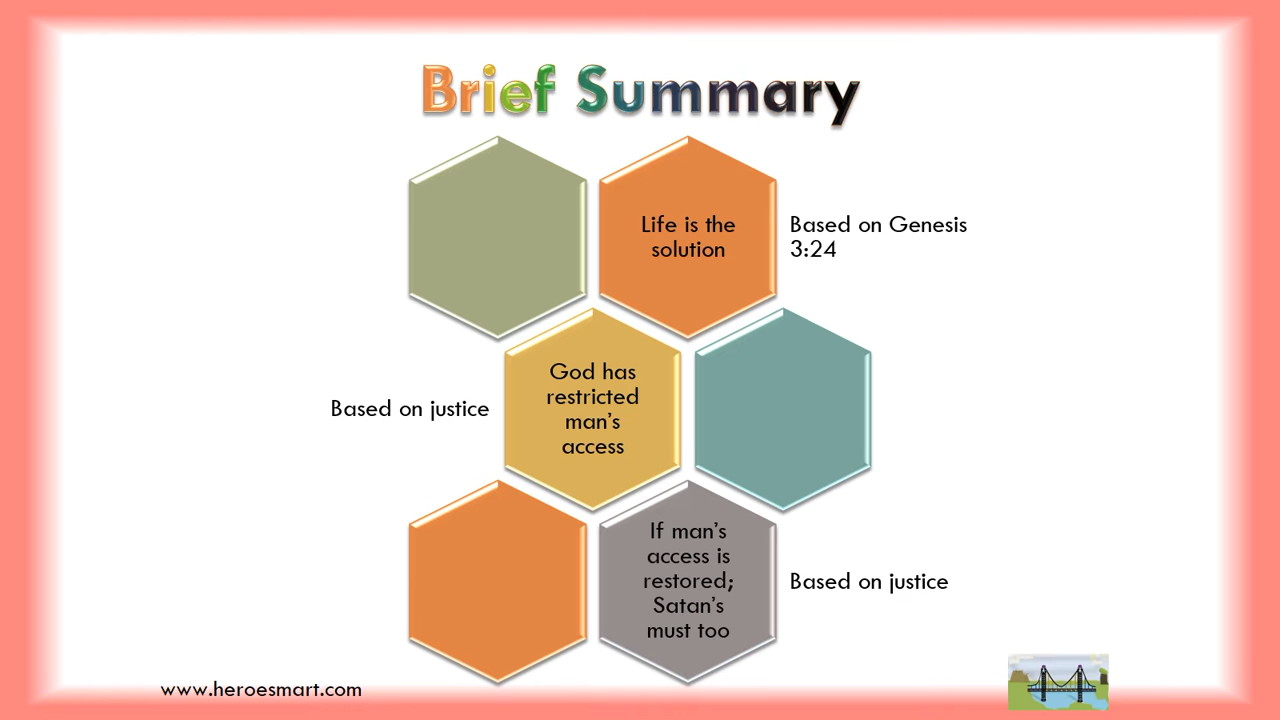 Brief Summary
Life is the
solution
Based on Genesis
3:24
Based on justice
God has
restricted
man’s
access
If man’s
access is
restored;
Satan’s
must too
Based on justice
www.heroesmart.com